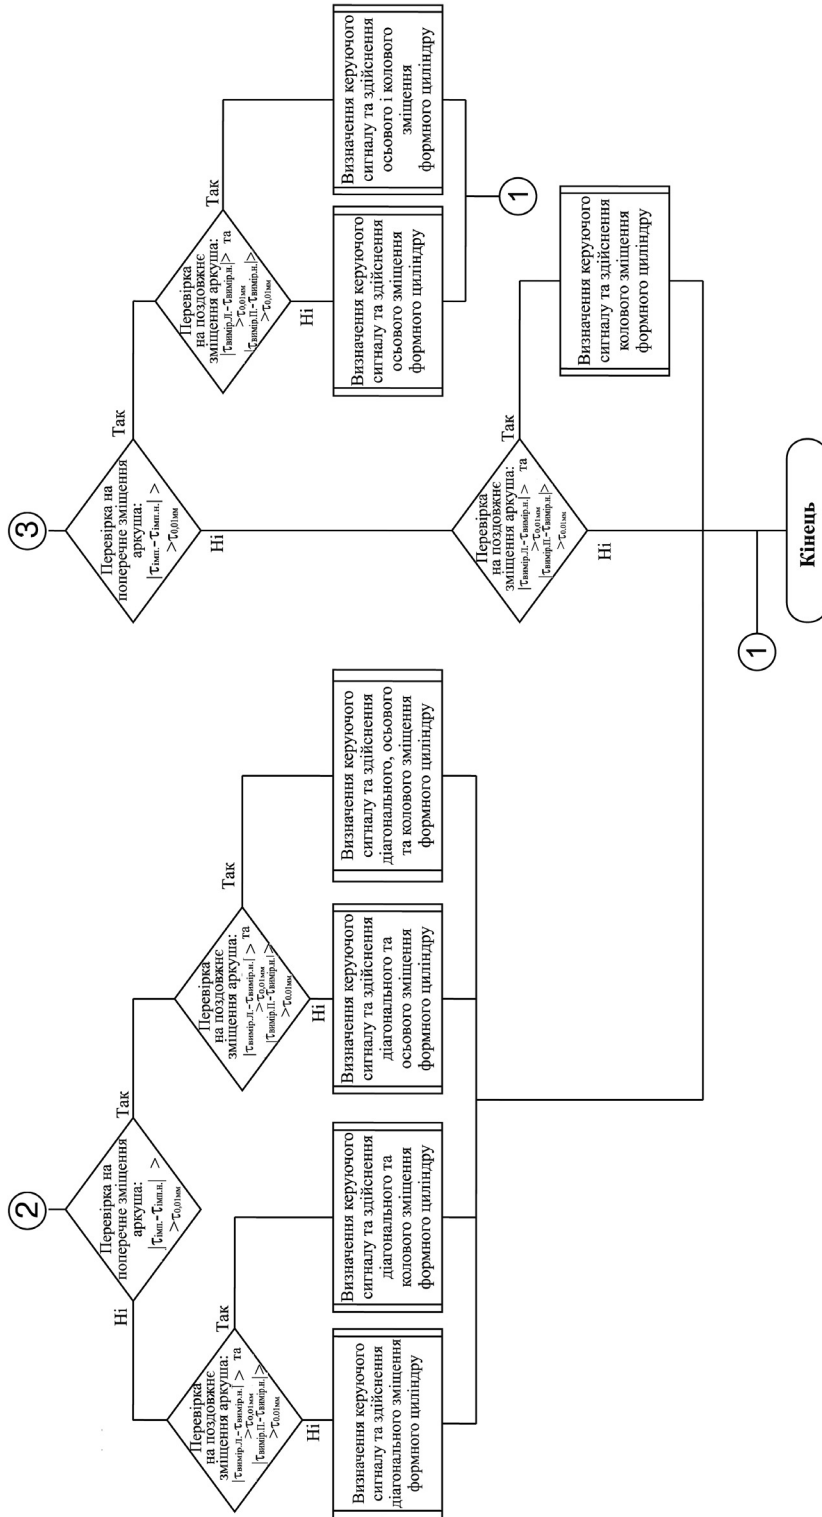 2
Перевірка на
поперечне зміщення
аркуша:
|τімп.-τімп.н.| >
>τ0,01мм
Ні
Так
Перевірка
на поздовжнє
зміщення аркуша:
|τвимір.Л.-τвимір.н.| > та
>τ0,01мм
|τвимір.П.-τвимір.н.|>
>τ0,01мм
Так
Ні
Перевірка
на поздовжнє
зміщення аркуша:
|τвимір.Л.-τвимір.н.| > та
>τ0,01мм
|τвимір.П.-τвимір.н.|>
>τ0,01мм
Так
Ні
Визначення керуючого
сигналу та здійснення
діагонального зміщення
формного циліндру
Визначення керуючого
сигналу та здійснення
діагонального та
колового зміщення
формного циліндру
Визначення керуючого
сигналу та здійснення
діагонального та
осьового зміщення
формного циліндру
Визначення керуючого
сигналу та здійснення
діагонального, осьового
та колового зміщення
формного циліндру
3
Перевірка на
поперечне зміщення
аркуша:
|τімп.-τімп.н.| >
>τ0,01мм
Так
Ні
Перевірка
на поздовжнє
зміщення аркуша:
|τвимір.Л.-τвимір.н.|> та
>τ0,01мм
|τвимір.П.-τвимір.н.|>
>τ0,01мм
Так
Ні
Визначення керуючого
сигналу та здійснення
осьового зміщення
формного циліндру
Визначення керуючого
сигналу та здійснення
осьового і колового
зміщення
формного циліндру
1
Перевірка
на поздовжнє
зміщення аркуша:
|τвимір.Л.-τвимір.н.|> та
>τ0,01мм
|τвимір.П.-τвимір.н.|>
>τ0,01мм
Так
Ні
Визначення керуючого
сигналу та здійснення
колового зміщення
формного циліндру
1
Кінець